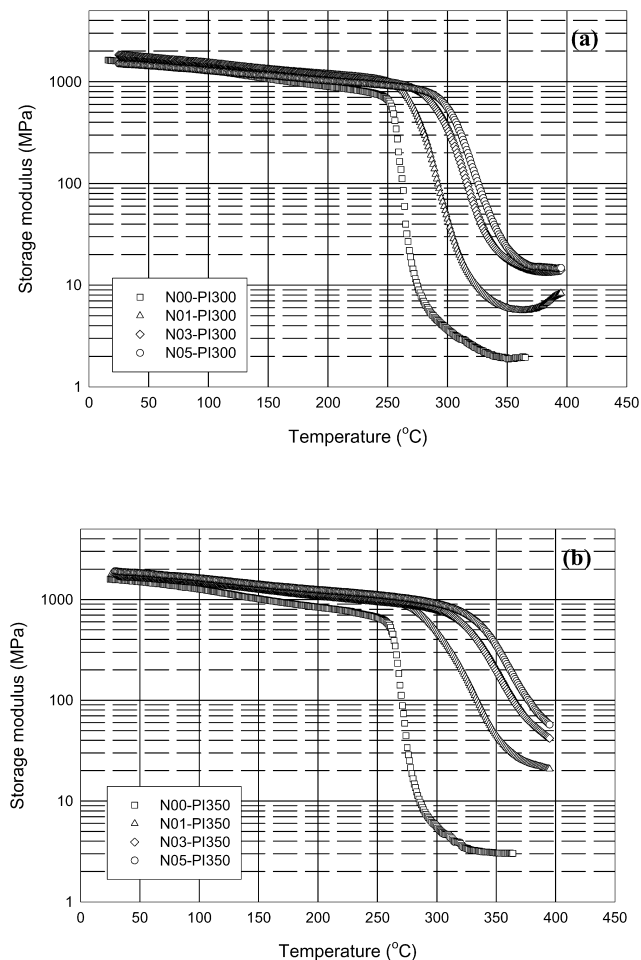 (a)
1000
100
10
1
Storage modulus (MPa)
N00-PI300
N01-PI300
N03-PI300
N05-PI300
0 50 100 150 200 250 300 350 400 450
Temperature (°C)
(b)
1000
100
10
1
Storage modulus (MPa)
N00-PI350
N01-PI350
N03-PI350
N05-PI350
0 50 100 150 200 250 300 350 400 450
Temperature (°C)